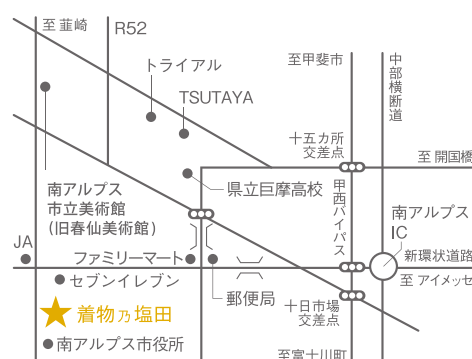 至 韮崎
R52
トライアル
TSUTAYA
至甲斐市
中部横断道
十五カ所
交差点
至 開国橋
南アルプス
市立美術館
(旧春仙美術館)
県立巨摩高校
甲西バイパス
南アルプス
IC
JA
ファミリーマート
新環状道路
セブンイレブン
至 アイメッセ
郵便局
着物乃塩田
十日市場
交差点
南アルプス市役所
至富士川町